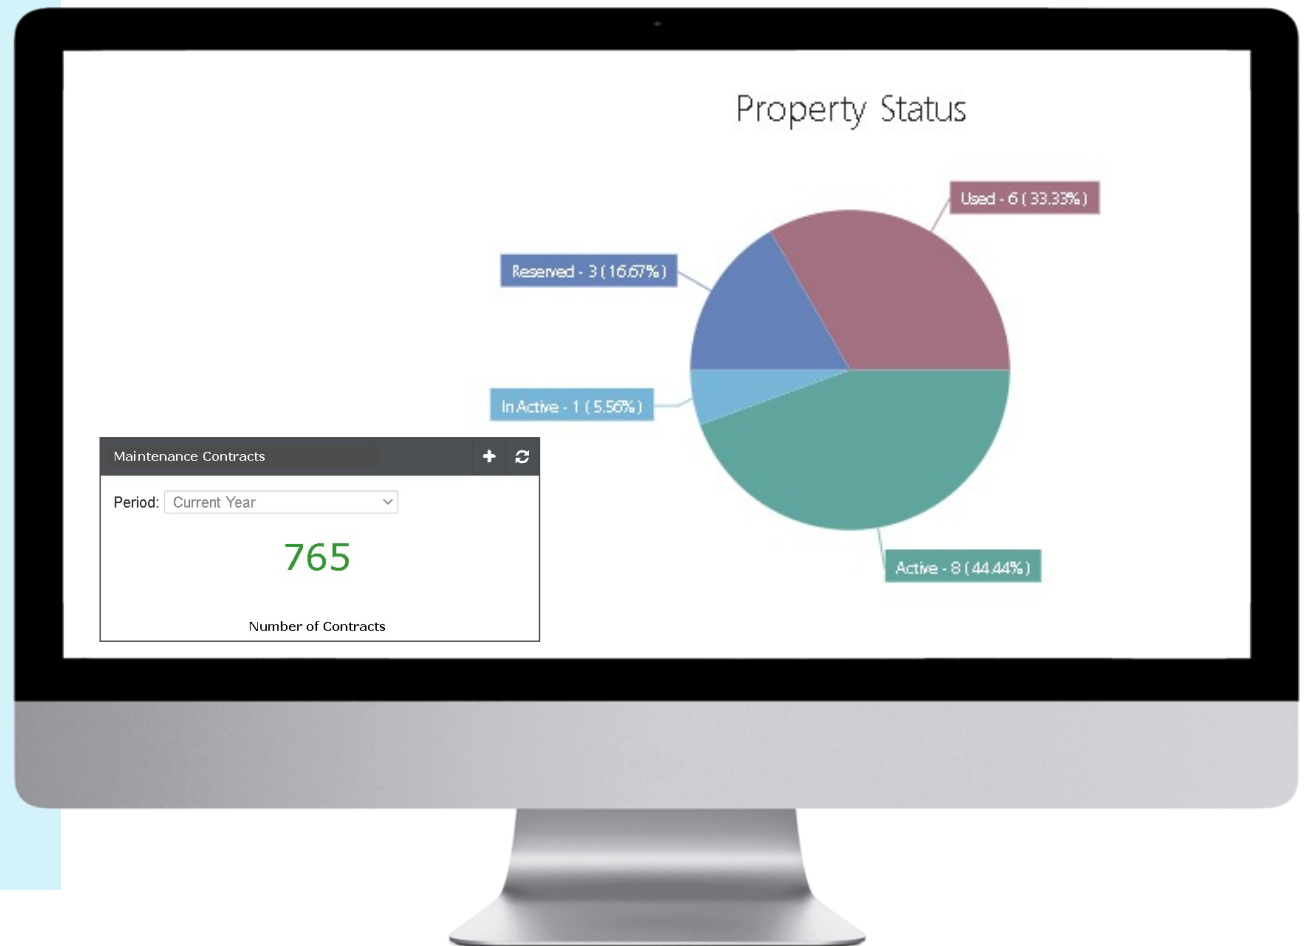 Property Status
Used - 6 ( 33.33% )
Reserved - 3 ( 16.67% )
In Active - 1 ( 5.56% )
Active - 8 ( 44.44% )
Maintenance Contracts
Period: Current Year
765
Number of Contracts